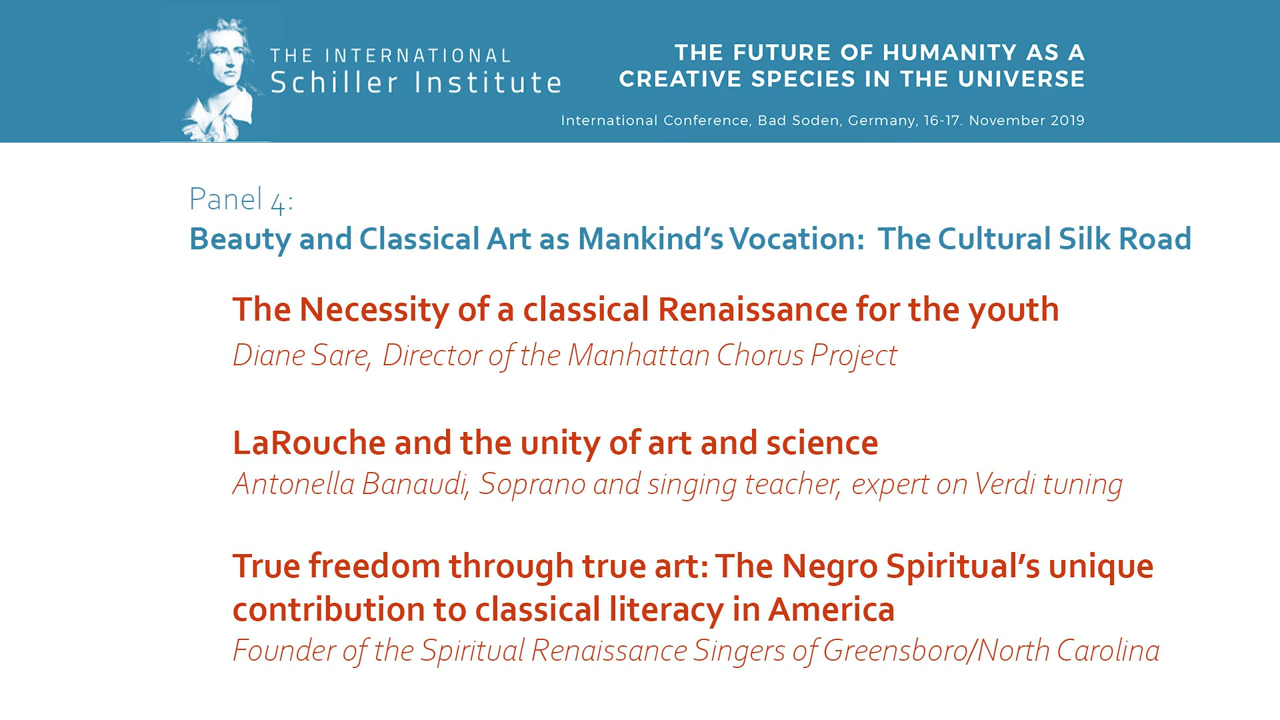 THE INTERNATIONAL
Schiller Institute
THE FUTURE OF HUMANITY AS A
CREATIVE SPECIES IN THE UNIVERSE
International Conference, Bad Soden, Germany, 16-17. November 2019
Panel 4:
Beauty and Classical Art as Mankind’s Vocation: The Cultural Silk Road
The Necessity of a classical Renaissance for the youth
Diane Sare, Director of the Manhattan Chorus Project
LaRouche and the unity of art and science
Antonella Banaudi, Soprano and singing teacher, expert on Verdi tuning
True freedom through true art: The Negro Spiritual’s unique
contribution to classical literacy in America
Founder of the Spiritual Renaissance Singers of Greensboro/North Carolina